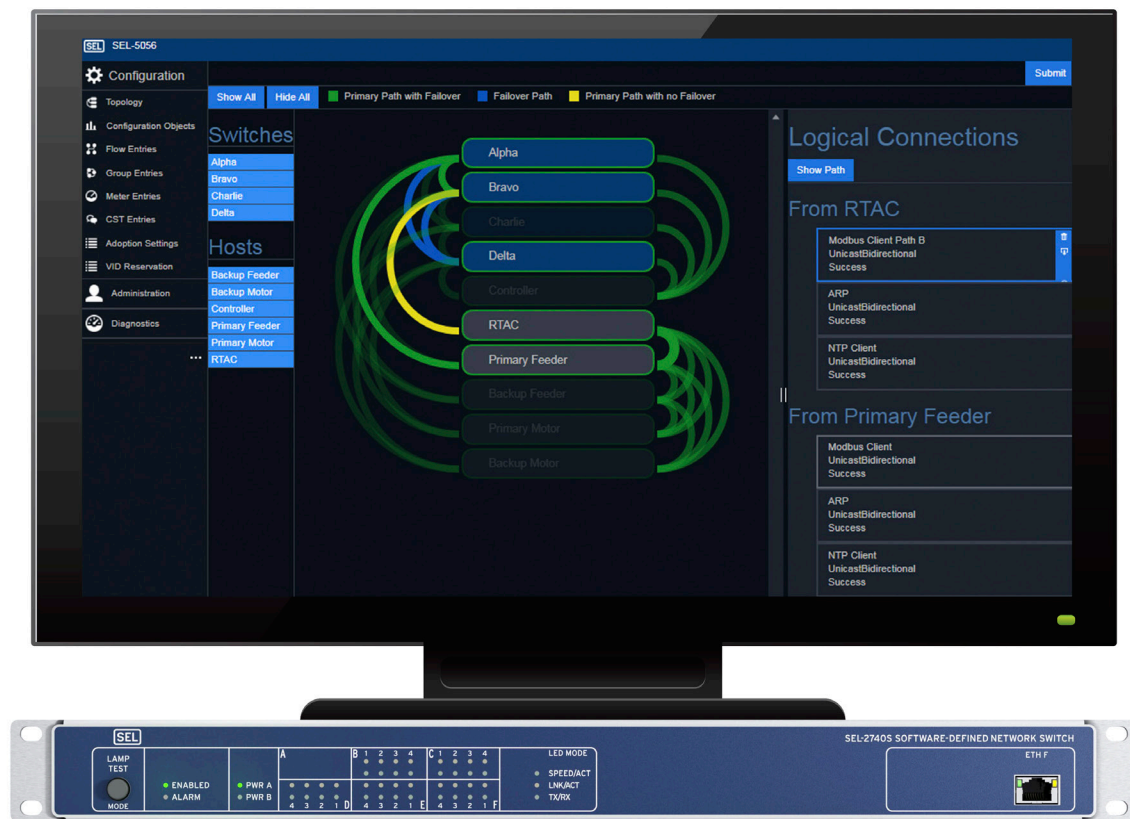 SEL SEL-5056
Configuration
Submit
Topology
Configuration Objects
Flow Entries
Group Entries
Meter Entries
CST Entries
Adoption Settings
VID Reservation
Administration
Diagnostics
...
Show All Hide All Primary Path with Failover Failover Path Primary Path with no Failover
Switches
Alpha
Bravo
Charlie
Delta
Hosts
Backup Feeder
Backup Motor
Controller
Primary Feeder
Primary Motor
RTAC
Alpha
Bravo
Charlie
Delta
Controller
RTAC
Primary Feeder
Backup Feeder
Primary Motor
Backup Motor
Logical Connections
Show Path
From RTAC
Modbus Client Path B
UnicastBidirectional
Success
ARP
UnicastBidirectional
Success
NTP Client
UnicastBidirectional
Success
From Primary Feeder
Modbus Client
UnicastBidirectional
Success
ARP
UnicastBidirectional
Success
NTP Client
UnicastBidirectional
Success
SEL
SEL-2740S SOFTWARE-DEFINED NETWORK SWITCH
LAMP
TEST
MODE
ENABLED
ALARM
PWR A
PWR B
A B 1 2 3 4 C 1 2 3 4
4 3 2 1 D 4 3 2 1 E 4 3 2 1 F
LED MODE
SPEED/ACT
LNK/ACT
TX/RX
ETH F